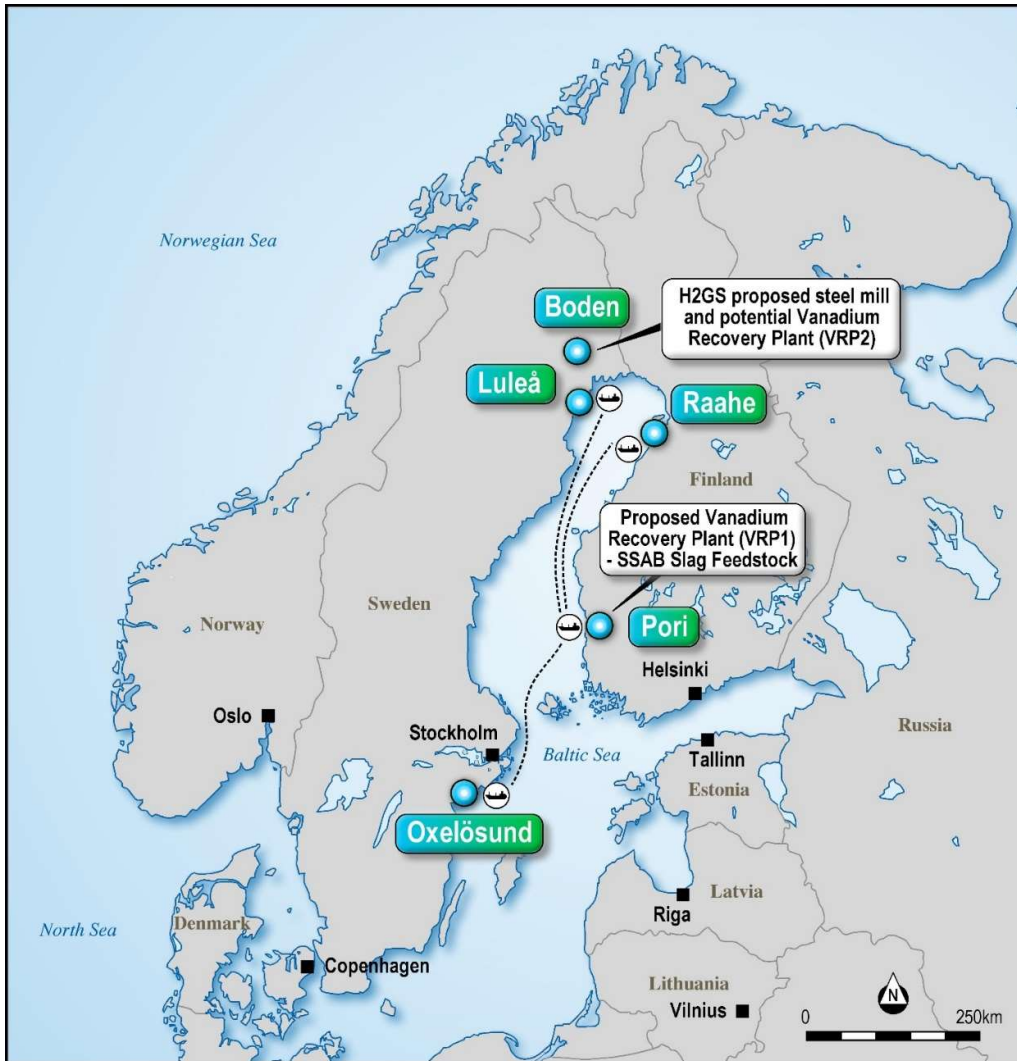 Norwegian Sea
Boden
H2GS proposed steel mill
and potential Vanadium
Recovery Plant (VRP2)
Luleå
Raahe
Finland
Proposed Vanadium
Recovery Plant (VRP1)
- SSAB Slag Feedstock
Sweden
Norway
Pori
Helsinki
Oslo
Stockholm
Baltic Sea
Tallinn
Russia
Estonia
Oxelösund
Latvia
Riga
North Sea
Denmark
Copenhagen
Lithuania
Vilnius
N
0 250km